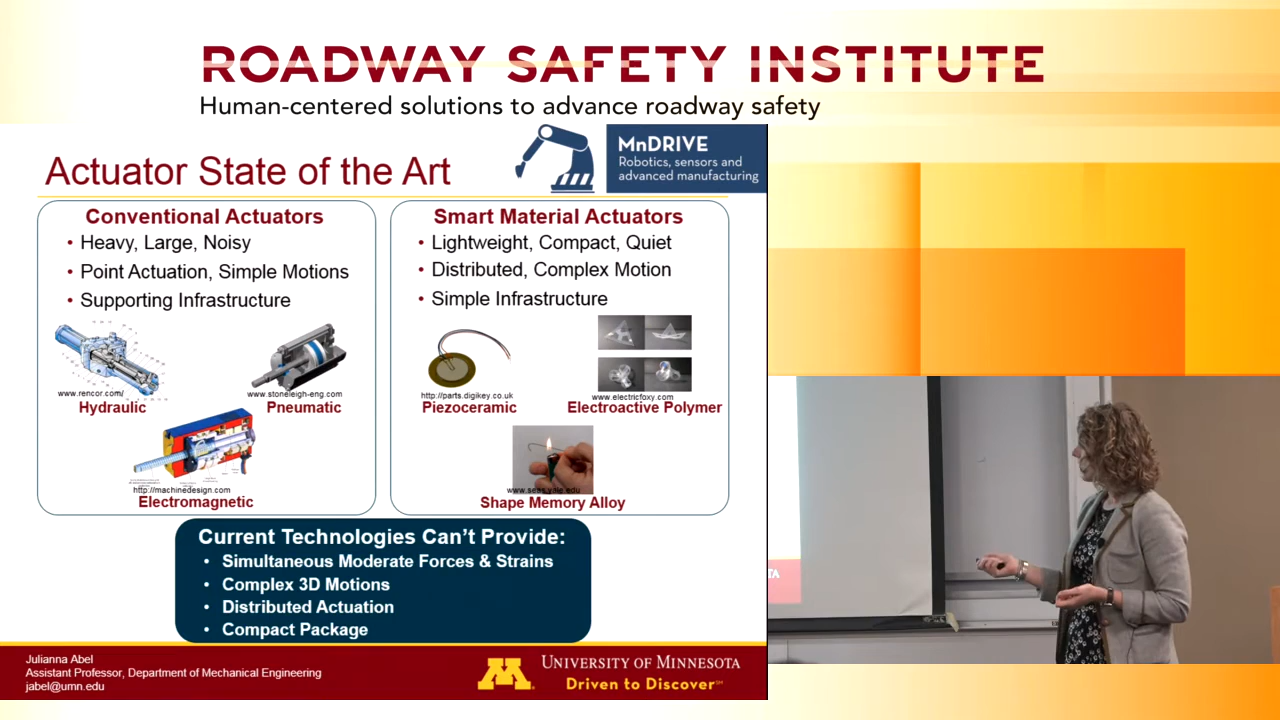 ROADWAY SAFETY INSTITUTE
Human-centered solutions to advance roadway safety
Actuator State of the Art
MnDRIVE
Robotics, sensors and
advanced manufacturing
Conventional Actuators
• Heavy, Large, Noisy
• Point Actuation, Simple Motions
• Supporting Infrastructure
www.rencor.com/
Hydraulic
www.stoneleigh-eng.com
Pneumatic
http://machinedesign.com
Electromagnetic
Smart Material Actuators
• Lightweight, Compact, Quiet
• Distributed, Complex Motion
• Simple Infrastructure
http://parts.digikey.co.uk
Piezoceramic
www.electricfoxy.com
Electroactive Polymer
www.seas.yale.edu
Shape Memory Alloy
Current Technologies Can't Provide:
• Simultaneous Moderate Forces & Strains
• Complex 3D Motions
• Distributed Actuation
• Compact Package
Julianna Abel
Assistant Professor, Department of Mechanical Engineering
jabel@umn.edu
M
UNIVERSITY OF MINNESOTA
Driven to Discover℠
TA